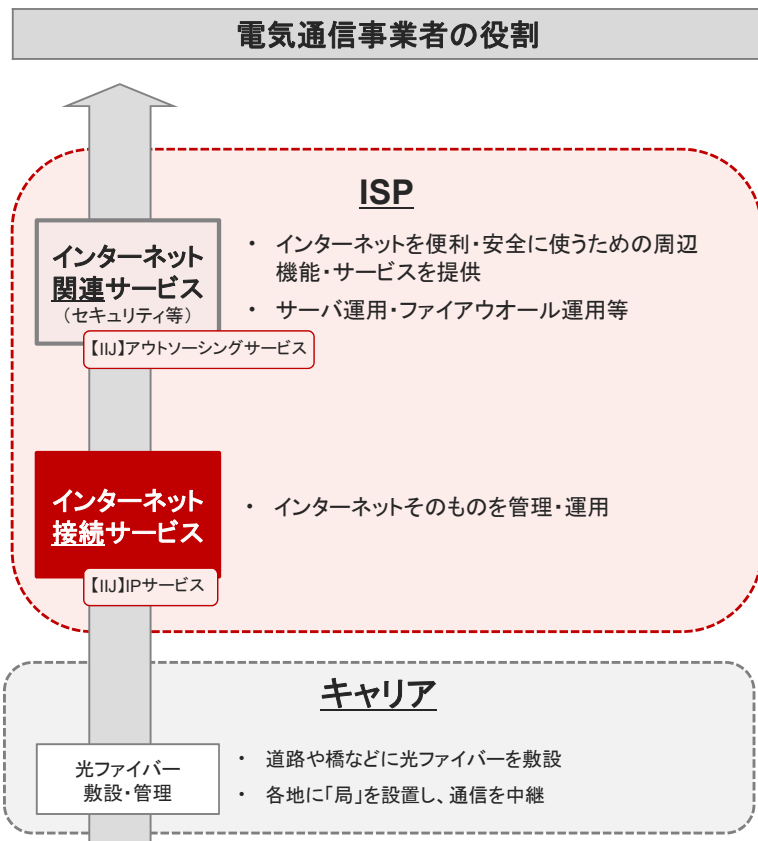 電気通信事業者の役割
ISP
インターネット
関連サービス
（セキュリティ等）
【IIJ】アウトソーシングサービス
・ インターネットを便利・安全に使うための周辺
機能・サービスを提供
・ サーバ運用・ファイアウオール運用等
インターネット
接続サービス
【IIJ】IPサービス
・ インターネットそのものを管理・運用
キャリア
光ファイバー
敷設・管理
・ 道路や橋などに光ファイバーを敷設
・ 各地に「局」を設置し、通信を中継